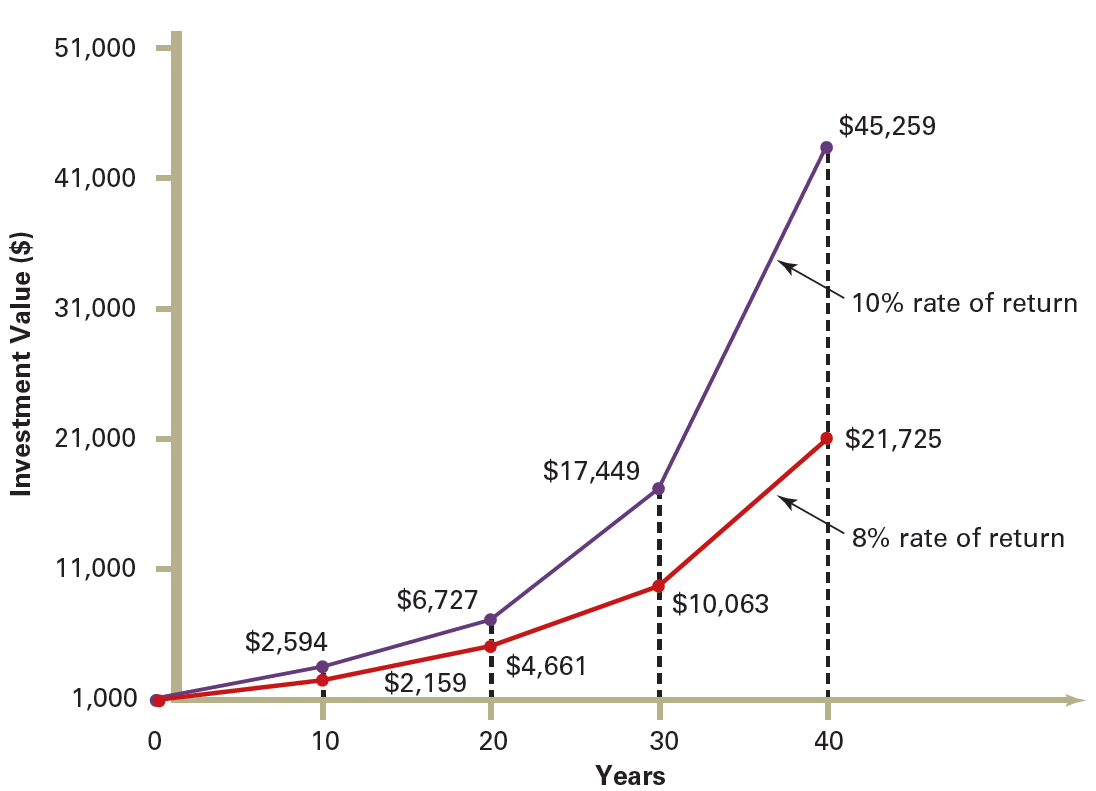 51,000
$45,259
41,000
31,000
10% rate of return
Investment Value ($)
21,000
$21,725
$17,449
8% rate of return
11,000
$6,727
$10,063
$2,594
$4,661
$2,159
1,000
0 10 20 30 40
Years